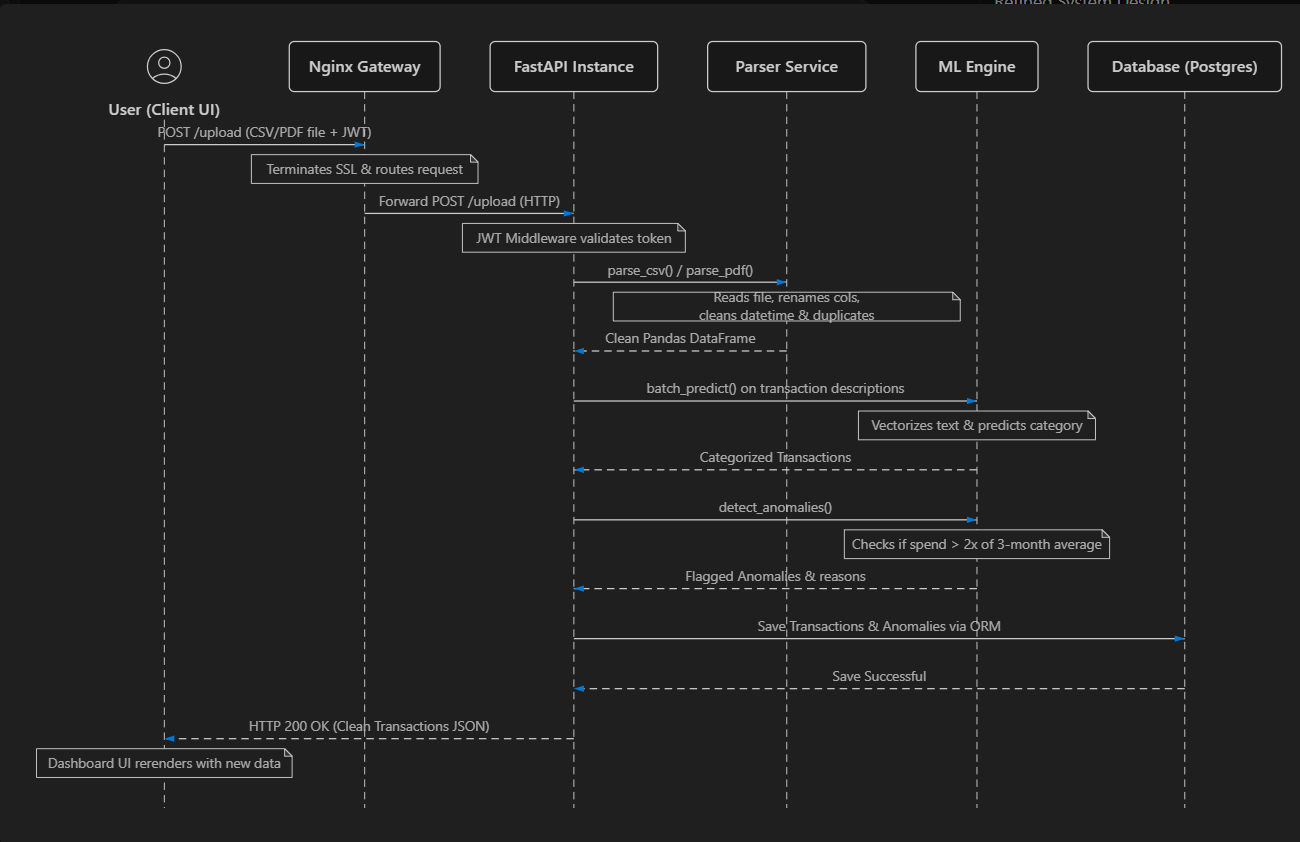 Refined System Design
Nginx Gateway
FastAPI Instance
Parser Service
ML Engine
Database (Postgres)
User (Client UI)
POST /upload (CSV/PDF file + JWT)
Terminates SSL & routes request
Forward POST /upload (HTTP)
JWT Middleware validates token
parse_csv() / parse_pdf()
Reads file, renames cols,
cleans datetime & duplicates
Clean Pandas DataFrame
batch_predict() on transaction descriptions
Vectorizes text & predicts category
Categorized Transactions
detect_anomalies()
Checks if spend > 2x of 3-month average
Flagged Anomalies & reasons
Save Transactions & Anomalies via ORM
Save Successful
HTTP 200 OK (Clean Transactions JSON)
Dashboard UI rerenders with new data